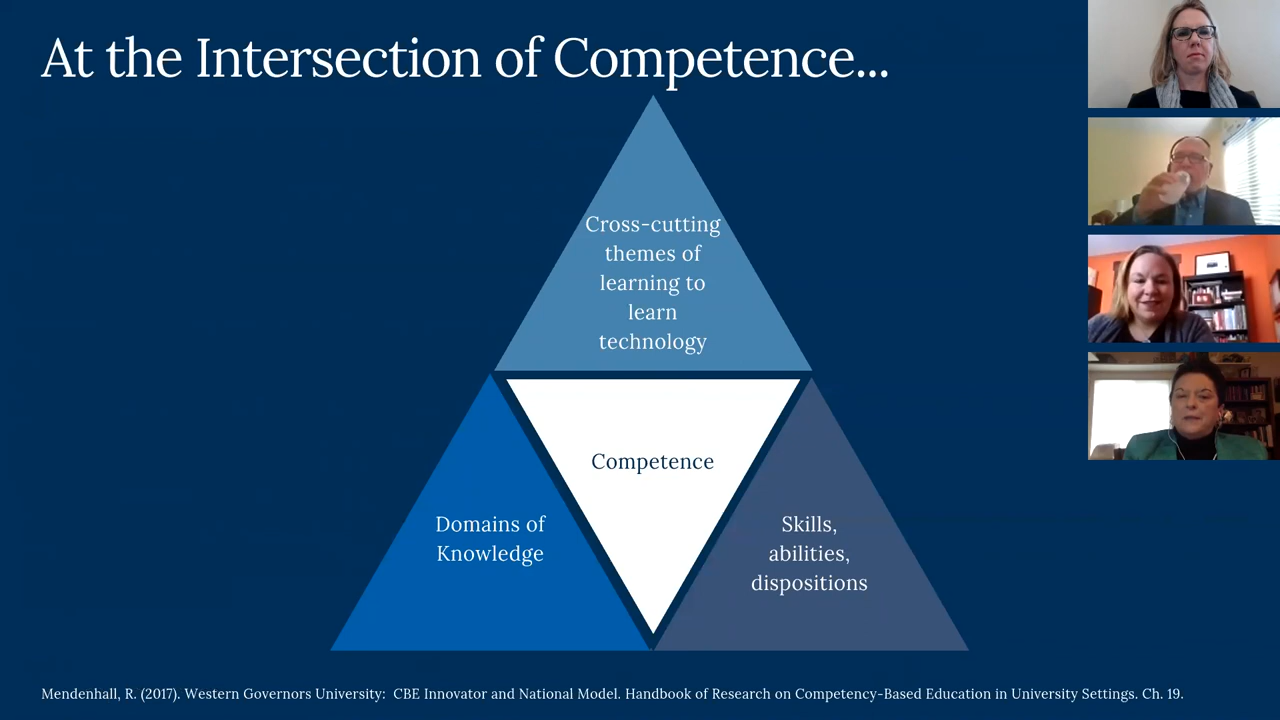 At the Intersection of Competence...
Cross-cutting
themes of
learning to
learn
technology
Competence
Domains of
Knowledge
Skills,
abilities,
dispositions
Mendenhall, R. (2017). Western Governors University:  CBE Innovator and National Model. Handbook of Research on Competency-Based Education in University Settings. Ch. 19.